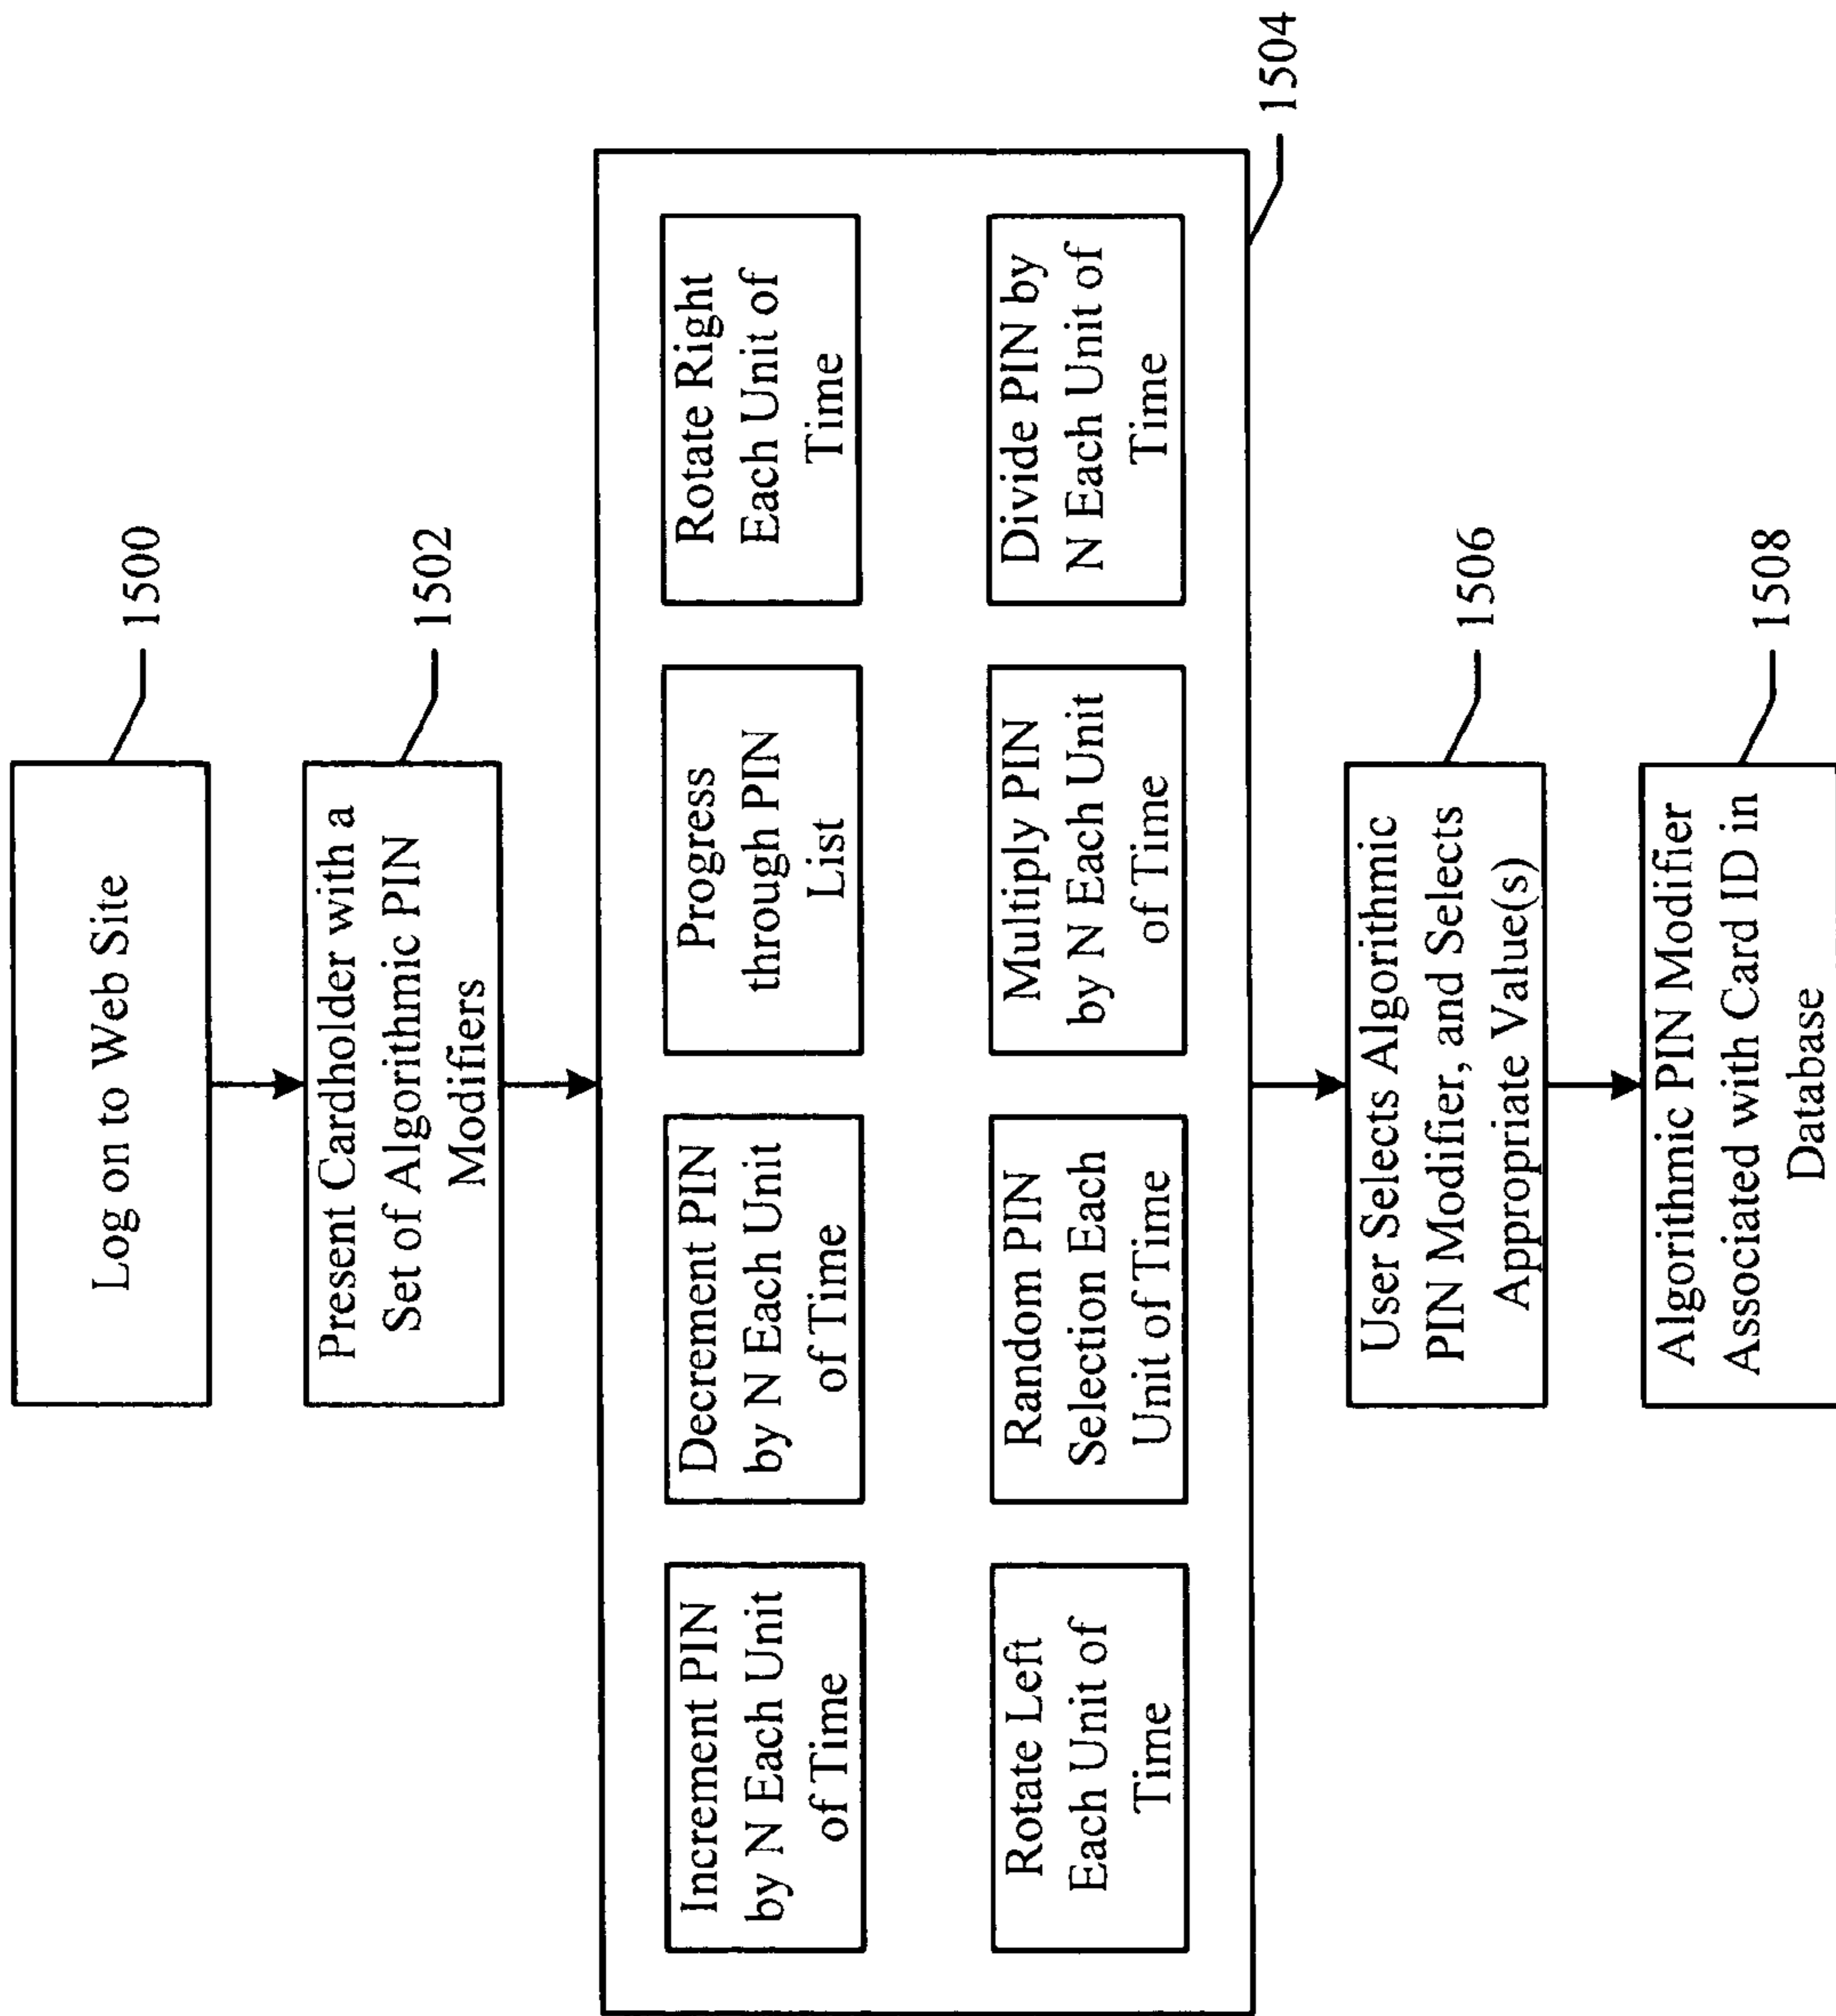 Log on to Web Site
1500
Present Cardholder with a
Set of Algorithmic PIN
Modifiers
1502
Increment PIN
by N Each Unit
of Time
Decrement PIN
by N Each Unit
of Time
Progress
through PIN
List
Rotate Right
Each Unit of
Time
Rotate Left
Each Unit of
Time
Random PIN
Selection Each
Unit of Time
Multiply PIN
by N Each Unit
of Time
Divide PIN by
N Each Unit of
Time
1504
User Selects Algorithmic
PIN Modifier, and Selects
Appropriate Value(s)
1506
Algorithmic PIN Modifier
Associated with Card ID in
Database
1508